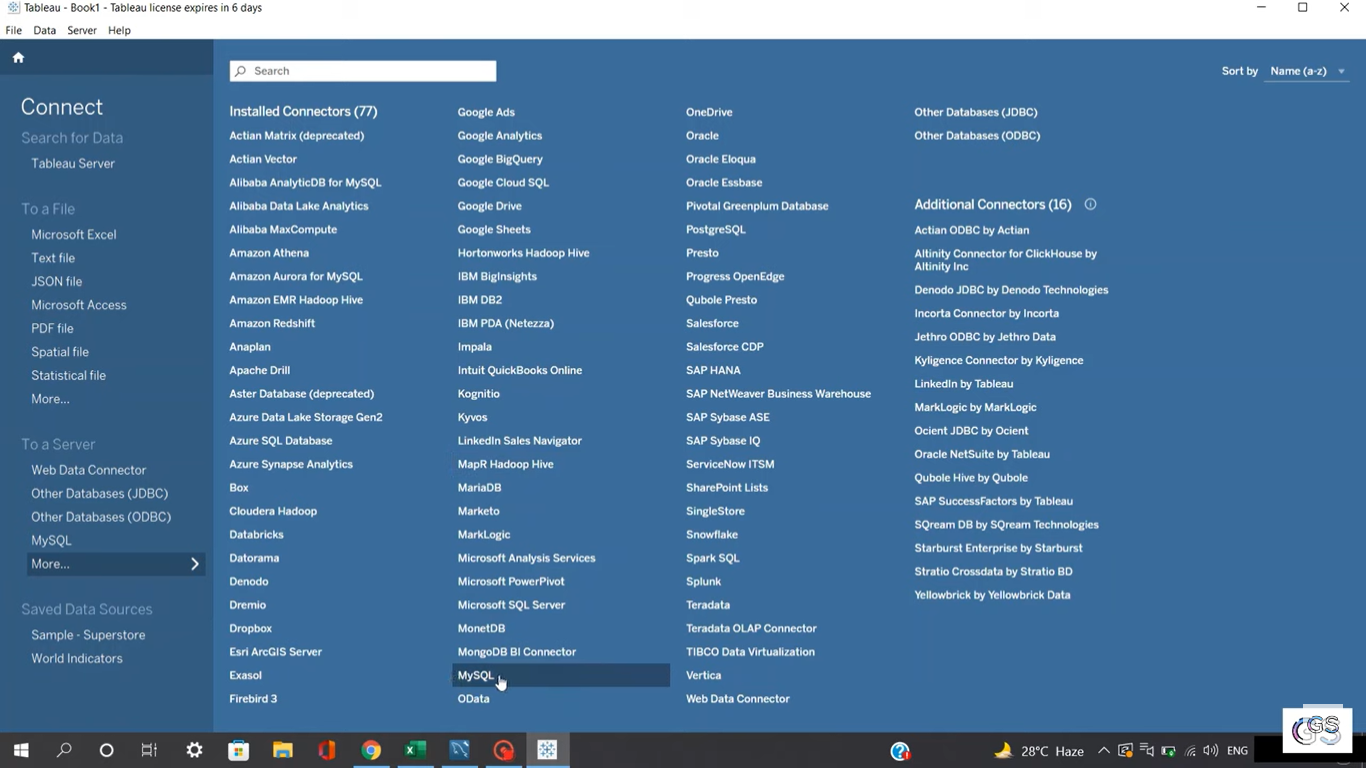 Tableau - Book1 - Tableau license expires in 6 days
File Data Server Help
Connect
Search for Data
Tableau Server
To a File
Microsoft Excel
Text file
JSON file
Microsoft Access
PDF file
Spatial file
Statistical file
More...
To a Server
Web Data Connector
Other Databases (JDBC)
Other Databases (ODBC)
MySQL
More...
Saved Data Sources
Sample - Superstore
World Indicators
Search
Sort by Name (a-z)
Installed Connectors (77)
Actian Matrix (deprecated)
Actian Vector
Alibaba AnalyticDB for MySQL
Alibaba Data Lake Analytics
Alibaba MaxCompute
Amazon Athena
Amazon Aurora for MySQL
Amazon EMR Hadoop Hive
Amazon Redshift
Anaplan
Apache Drill
Aster Database (deprecated)
Azure Data Lake Storage Gen2
Azure SQL Database
Azure Synapse Analytics
Box
Cloudera Hadoop
Databricks
Datorama
Denodo
Dremio
Dropbox
Esri ArcGIS Server
Exasol
Firebird 3
Google Ads
Google Analytics
Google BigQuery
Google Cloud SQL
Google Drive
Google Sheets
Hortonworks Hadoop Hive
IBM BigInsights
IBM DB2
IBM PDA (Netezza)
Impala
Intuit QuickBooks Online
Kognitio
Kyvos
LinkedIn Sales Navigator
MapR Hadoop Hive
MariaDB
Marketo
MarkLogic
Microsoft Analysis Services
Microsoft PowerPivot
Microsoft SQL Server
MonetDB
MongoDB BI Connector
MySQL
OData
OneDrive
Oracle
Oracle Eloqua
Oracle Essbase
Pivotal Greenplum Database
PostgreSQL
Presto
Progress OpenEdge
Qubole Presto
Salesforce
Salesforce CDP
SAP HANA
SAP NetWeaver Business Warehouse
SAP Sybase ASE
SAP Sybase IQ
ServiceNow ITSM
SharePoint Lists
SingleStore
Snowflake
Spark SQL
Splunk
Teradata
Teradata OLAP Connector
TIBCO Data Virtualization
Vertica
Web Data Connector
Other Databases (JDBC)
Other Databases (ODBC)
Additional Connectors (16)
Actian ODBC by Actian
Altinity Connector for ClickHouse by
Altinity Inc
Denodo JDBC by Denodo Technologies
Incorta Connector by Incorta
Jethro ODBC by Jethro Data
Kyligence Connector by Kyligence
LinkedIn by Tableau
MarkLogic by MarkLogic
Ocient JDBC by Ocient
Oracle NetSuite by Tableau
Qubole Hive by Qubole
SAP SuccessFactors by Tableau
SQream DB by SQream Technologies
Starburst Enterprise by Starburst
Stratio Crossdata by Stratio BD
Yellowbrick by Yellowbrick Data
28°C Haze
ENG
GS